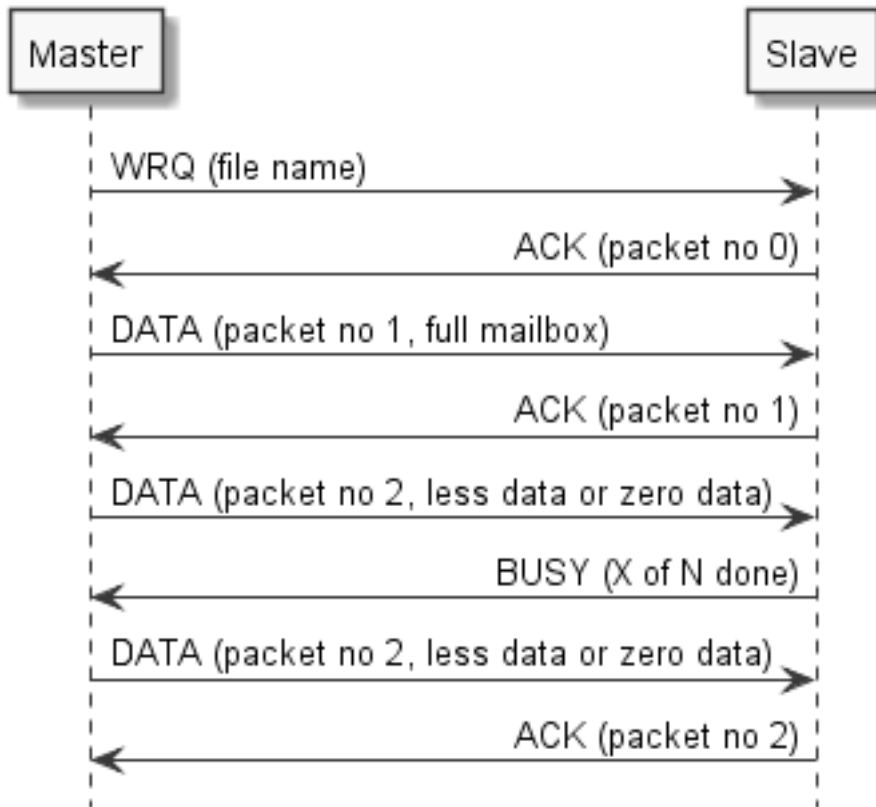 Master
Slave
WRQ (file name)
ACK (packet no 0)
DATA (packet no 1, full mailbox)
ACK (packet no 1)
DATA (packet no 2, less data or zero data)
BUSY (X of N done)
DATA (packet no 2, less data or zero data)
ACK (packet no 2)